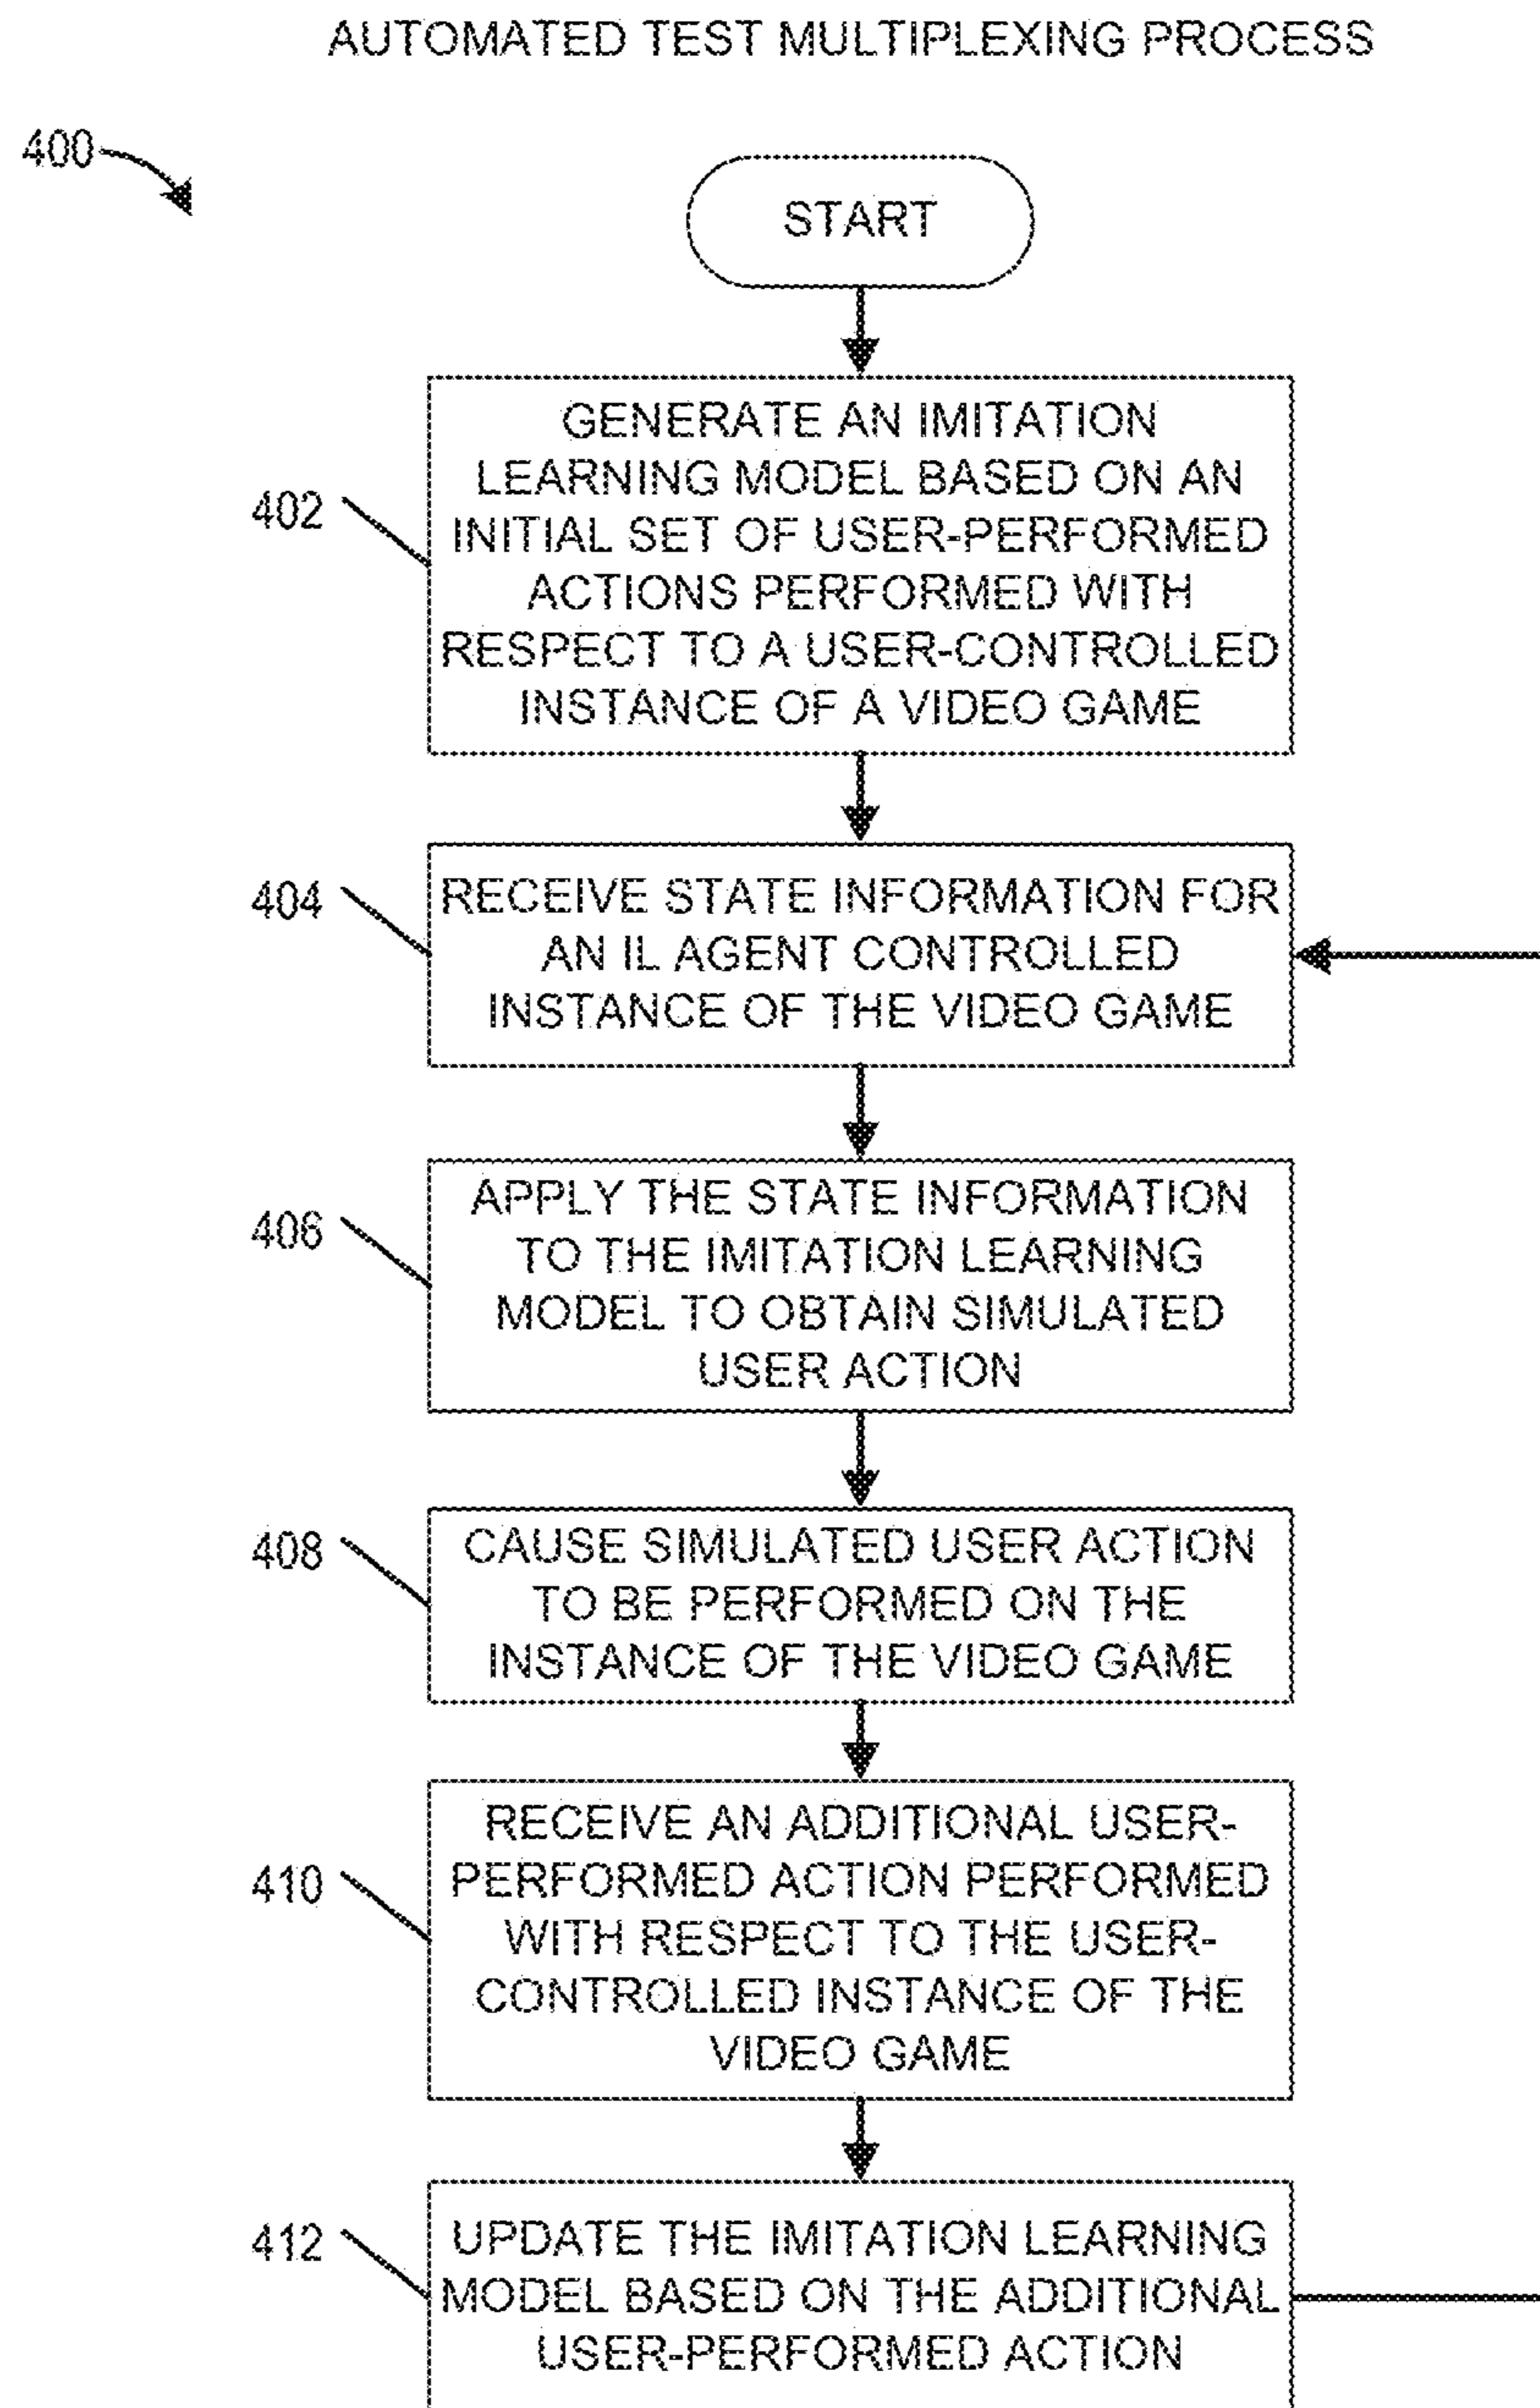 AUTOMATED TEST MULTIPLEXING PROCESS
400
START
402
GENERATE AN IMITATION
LEARNING MODEL BASED ON AN
INITIAL SET OF USER-PERFORMED
ACTIONS PERFORMED WITH
RESPECT TO A USER-CONTROLLED
INSTANCE OF A VIDEO GAME
404
RECEIVE STATE INFORMATION FOR
AN IL AGENT CONTROLLED
INSTANCE OF THE VIDEO GAME
406
APPLY THE STATE INFORMATION
TO THE IMITATION LEARNING
MODEL TO OBTAIN SIMULATED
USER ACTION
408
CAUSE SIMULATED USER ACTION
TO BE PERFORMED ON THE
INSTANCE OF THE VIDEO GAME
410
RECEIVE AN ADDITIONAL USER-
PERFORMED ACTION PERFORMED
WITH RESPECT TO THE USER-
CONTROLLED INSTANCE OF THE
VIDEO GAME
412
UPDATE THE IMITATION LEARNING
MODEL BASED ON THE ADDITIONAL
USER-PERFORMED ACTION